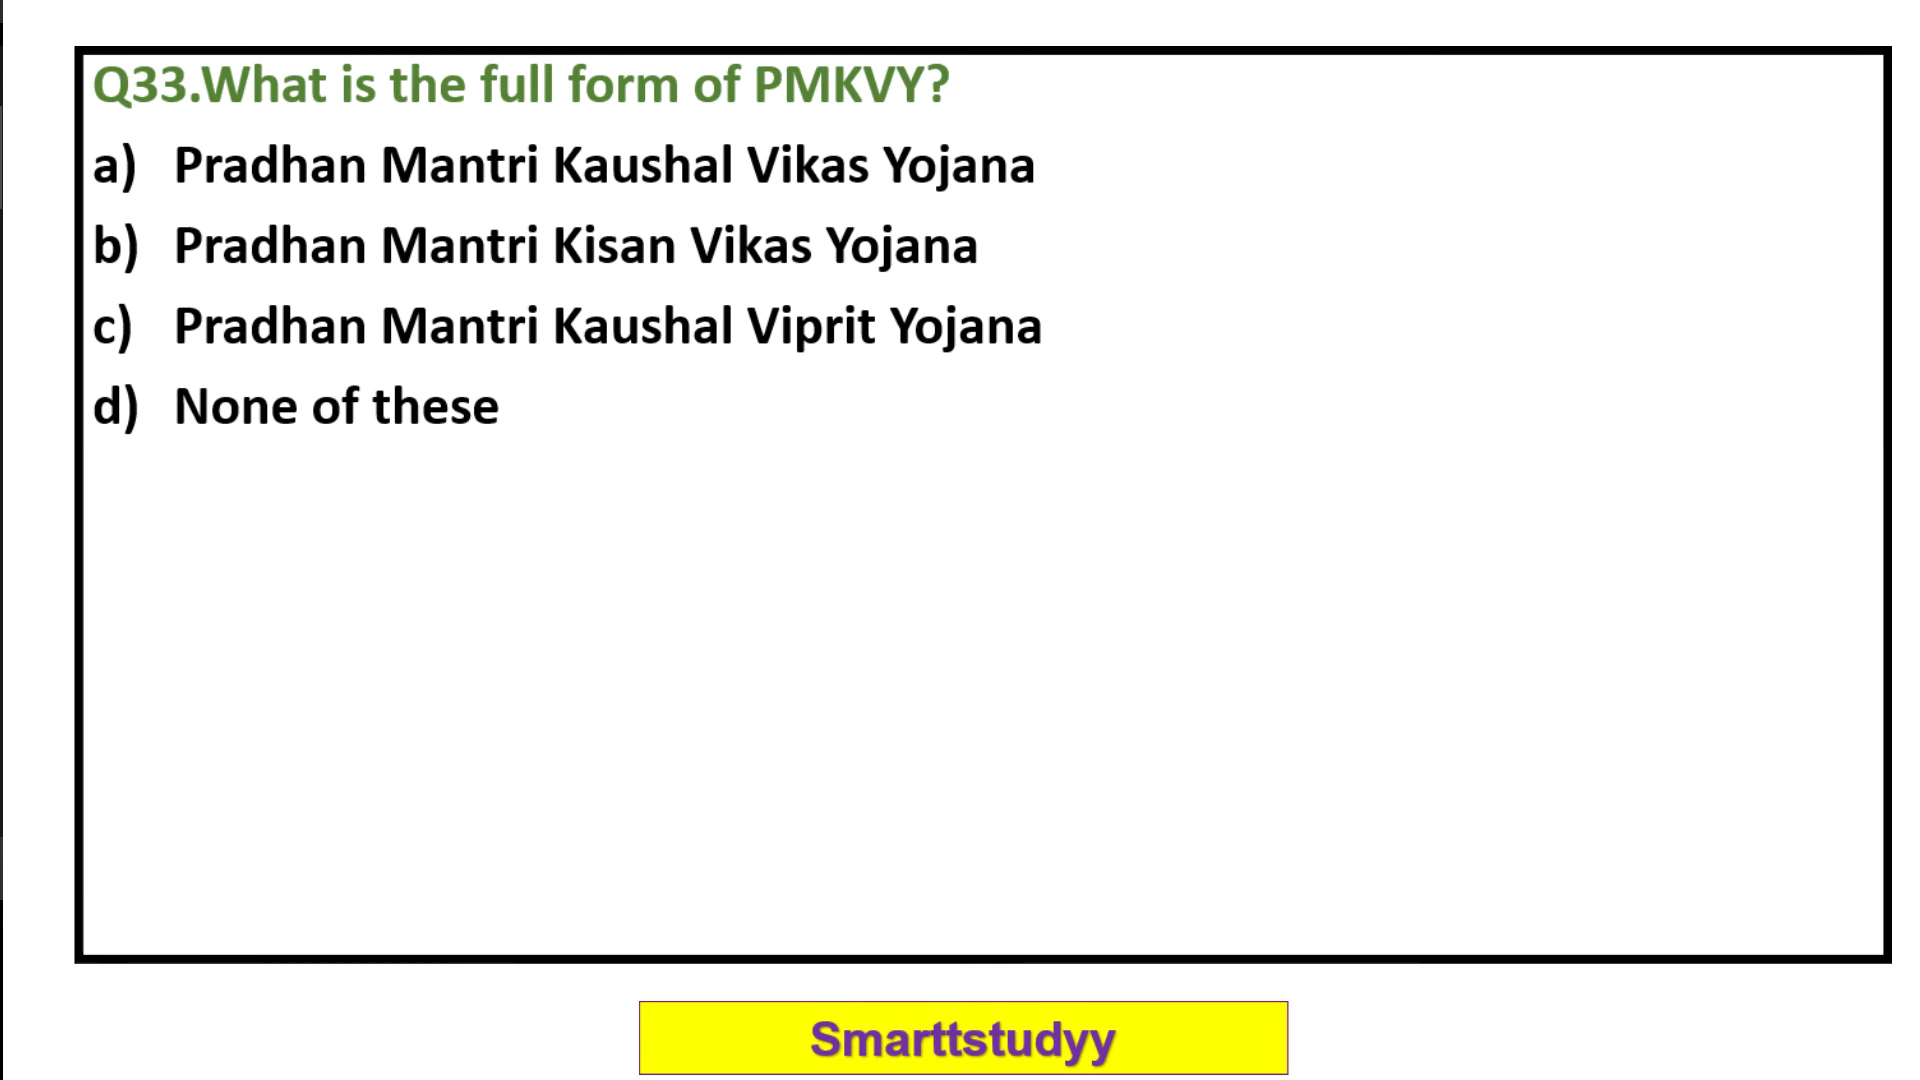 Q33.What is the full form of PMKVY?
a) Pradhan Mantri Kaushal Vikas Yojana
b) Pradhan Mantri Kisan Vikas Yojana
c) Pradhan Mantri Kaushal Viprit Yojana
d) None of these
Smarttstudyy